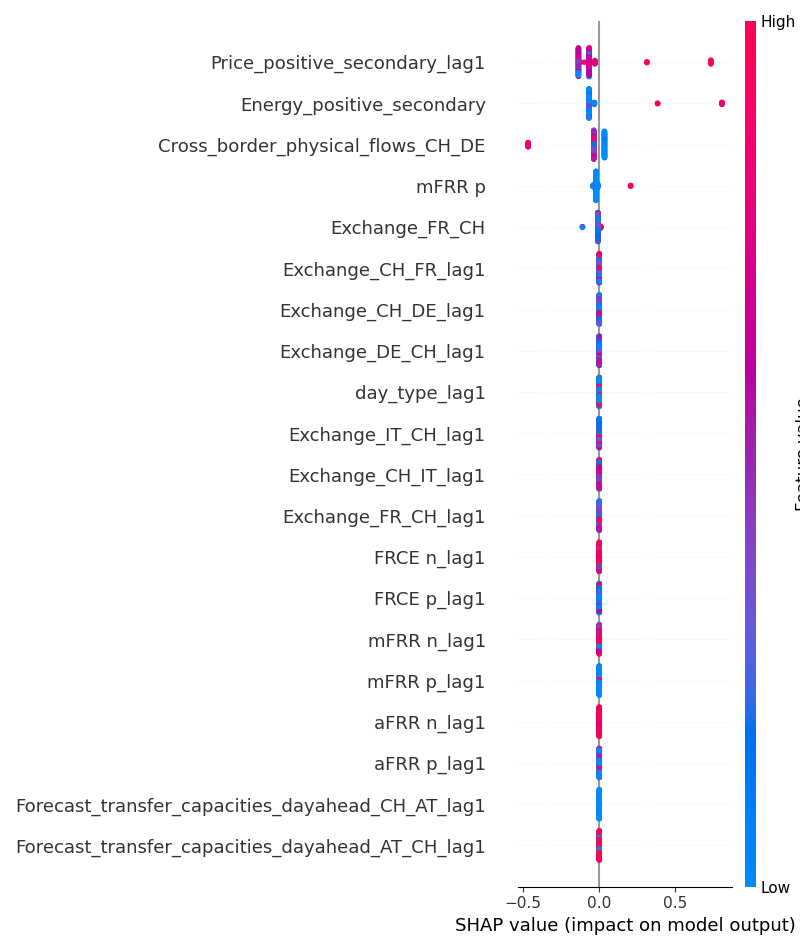 High
Price_positive_secondary_lag1
Energy_positive_secondary
Cross_border_physical_flows_CH_DE
mFRR p
Exchange_FR_CH
Exchange_CH_FR_lag1
Exchange_CH_DE_lag1
Exchange_DE_CH_lag1
day_type_lag1
Exchange_IT_CH_lag1
Exchange_CH_IT_lag1
Exchange_FR_CH_lag1
FRCE n_lag1
FRCE p_lag1
mFRR n_lag1
mFRR p_lag1
aFRR n_lag1
aFRR p_lag1
Forecast_transfer_capacities_dayahead_CH_AT_lag1
Forecast_transfer_capacities_dayahead_AT_CH_lag1
Low
−0.5 0.0 0.5
SHAP value (impact on model output)